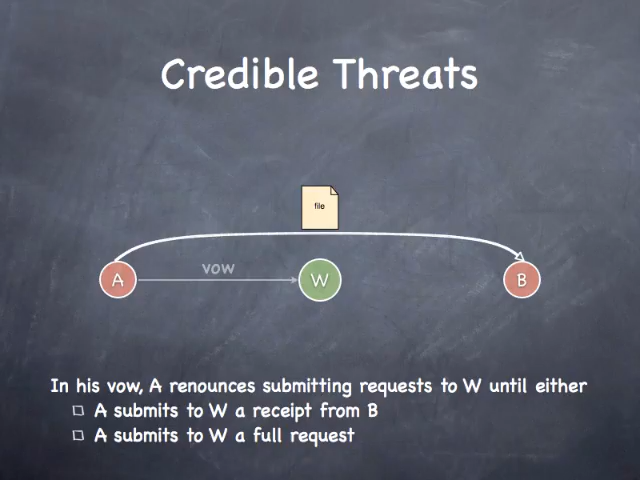 Credible Threats
file
vow
A
W
B
In his vow, A renounces submitting requests to W until either
A submits to W a receipt from B
A submits to W a full request